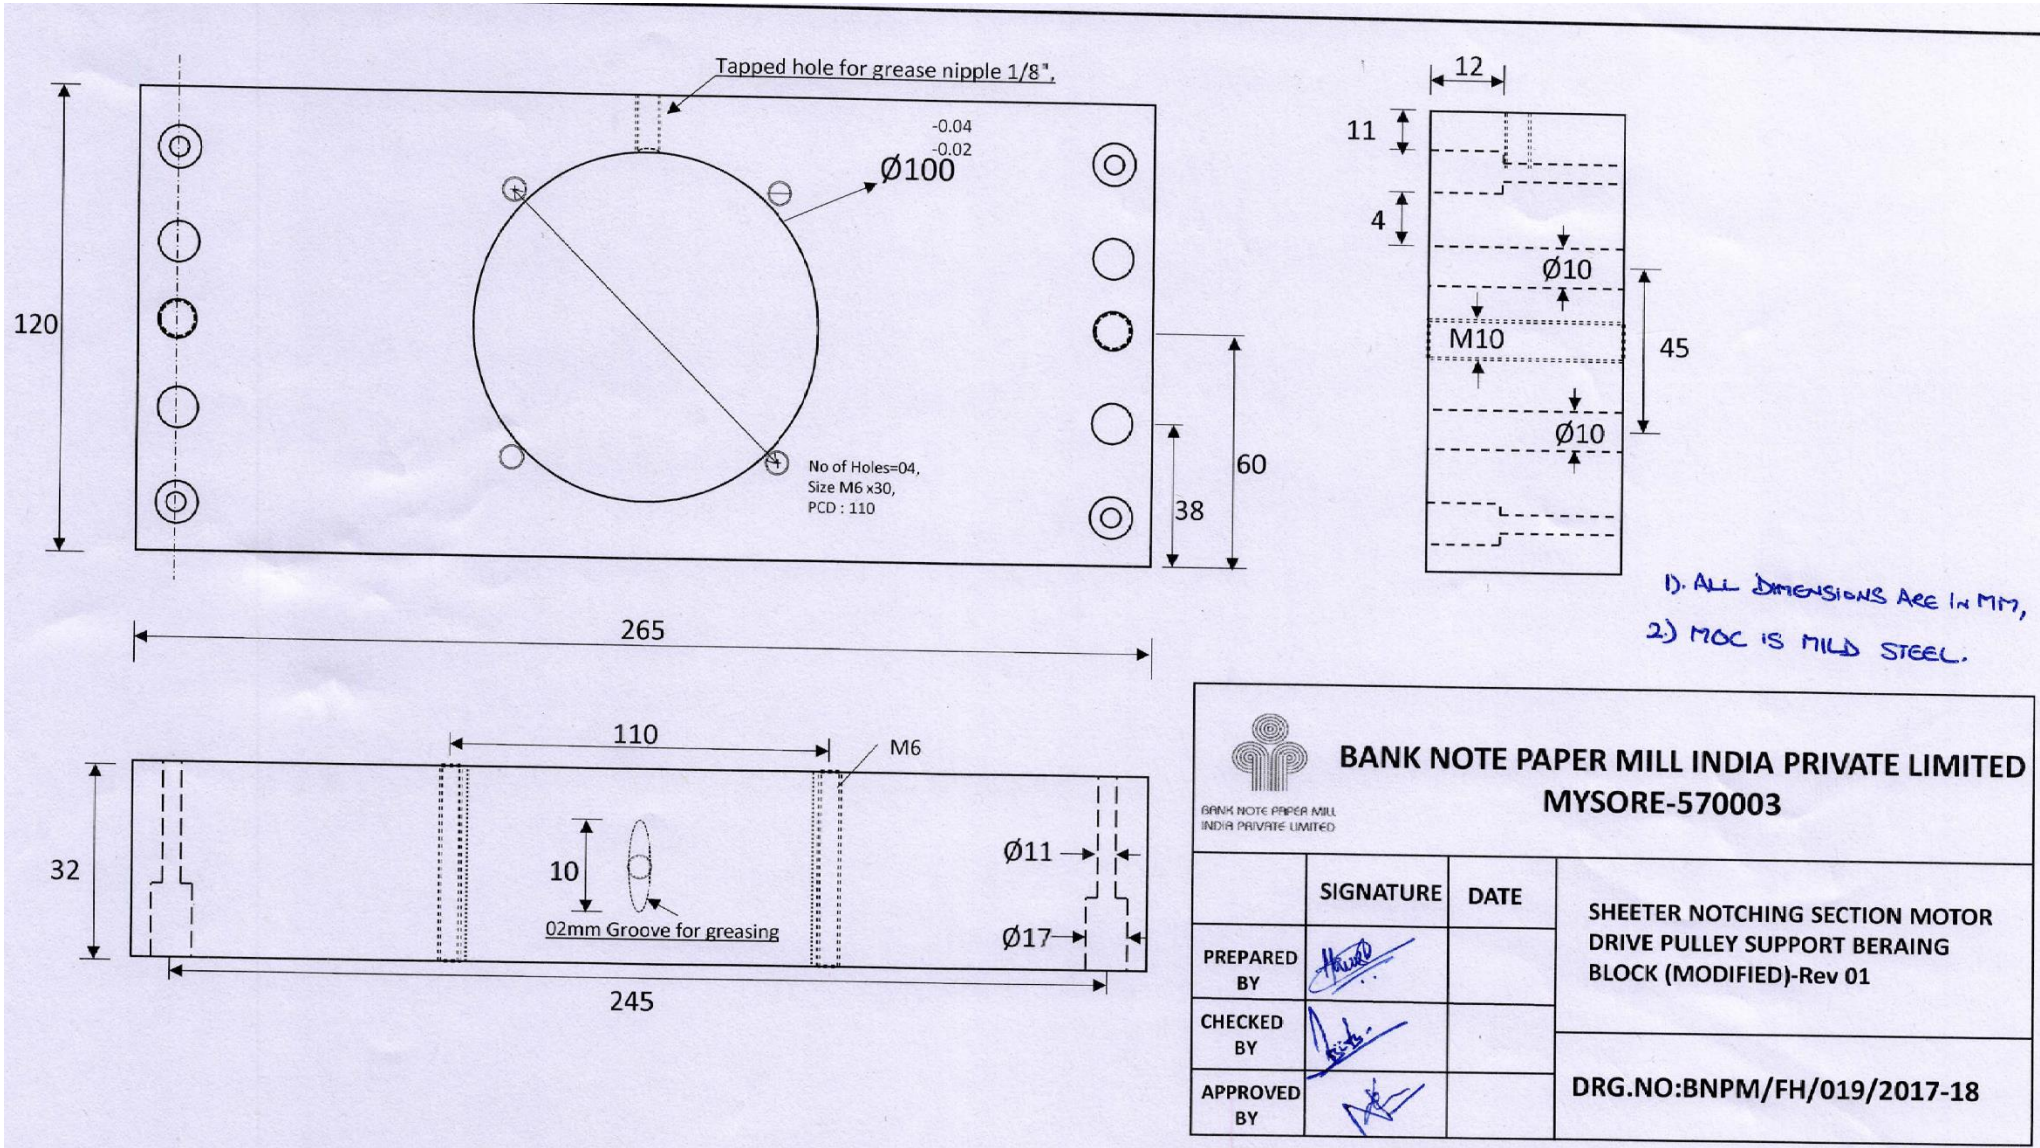 Tapped hole for grease nipple 1/8",
-0.04
-0.02
Ø100
120
No of Holes=04,
Size M6 x30,
PCD : 110
60
38
265
12
11
4
Ø10
M10
45
Ø10
1). ALL DIMENSIONS ARE IN MM,
2.) MOC IS MILD STEEL.
110
M6
32
10
02mm Groove for greasing
Ø11
Ø17
245
BANK NOTE PAPER MILL
INDIA PRIVATE LIMITED
BANK NOTE PAPER MILL INDIA PRIVATE LIMITED
MYSORE-570003
SIGNATURE
DATE
PREPARED
BY
CHECKED
BY
APPROVED
BY
SHEETER NOTCHING SECTION MOTOR
DRIVE PULLEY SUPPORT BERAING
BLOCK (MODIFIED)-Rev 01
DRG.NO:BNPM/FH/019/2017-18